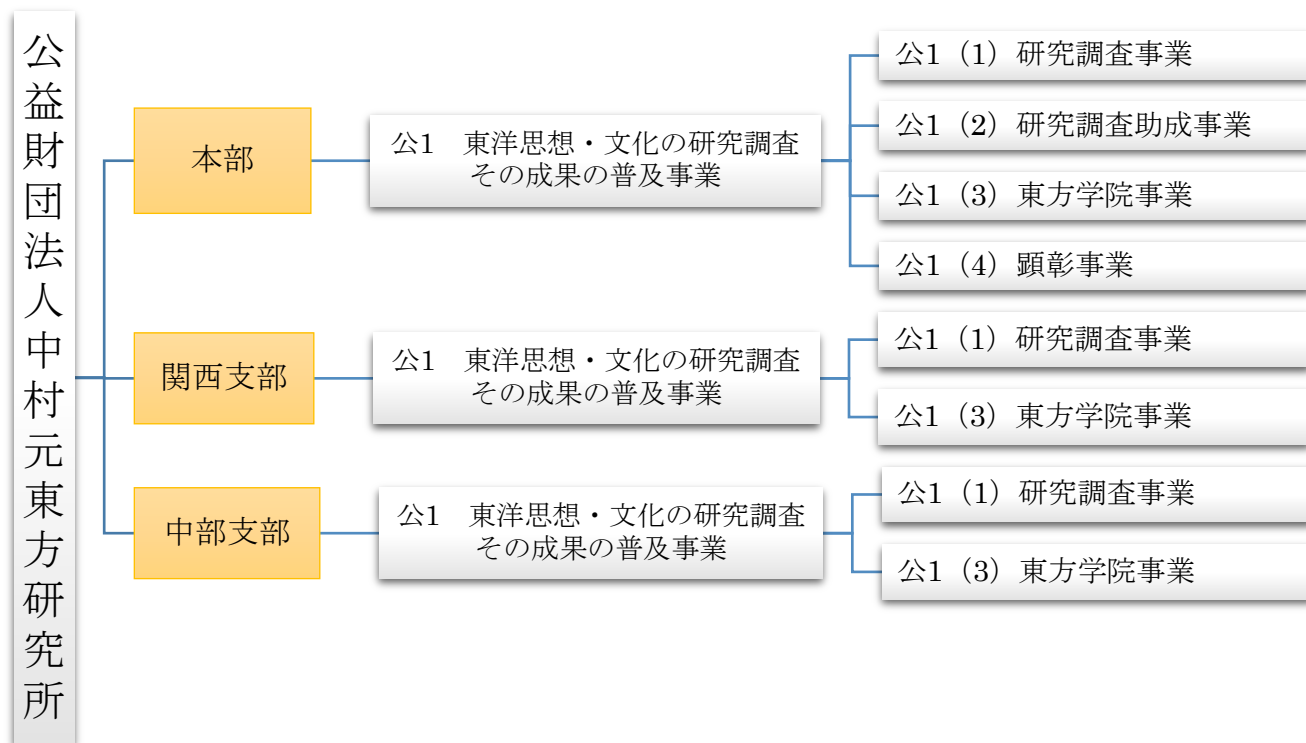 公益財団法人中村元東方研究所
本部
公1　東洋思想・文化の研究調査
その成果の普及事業
公1（1）研究調査事業
公1（2）研究調査助成事業
公1（3）東方学院事業
公1（4）顕彰事業
関西支部
公1　東洋思想・文化の研究調査
その成果の普及事業
公1（1）研究調査事業
公1（3）東方学院事業
中部支部
公1　東洋思想・文化の研究調査
その成果の普及事業
公1（1）研究調査事業
公1（3）東方学院事業